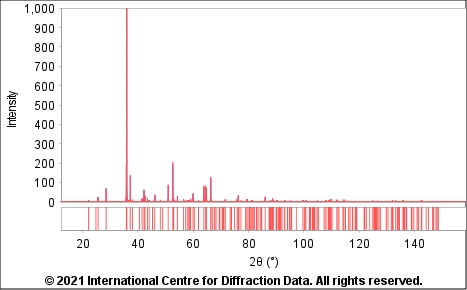 1,000
900
800
700
600
500
400
300
200
100
0
Intensity
20 40 60 80 100 120 140
2θ (°)
© 2021 International Centre for Diffraction Data. All rights reserved.